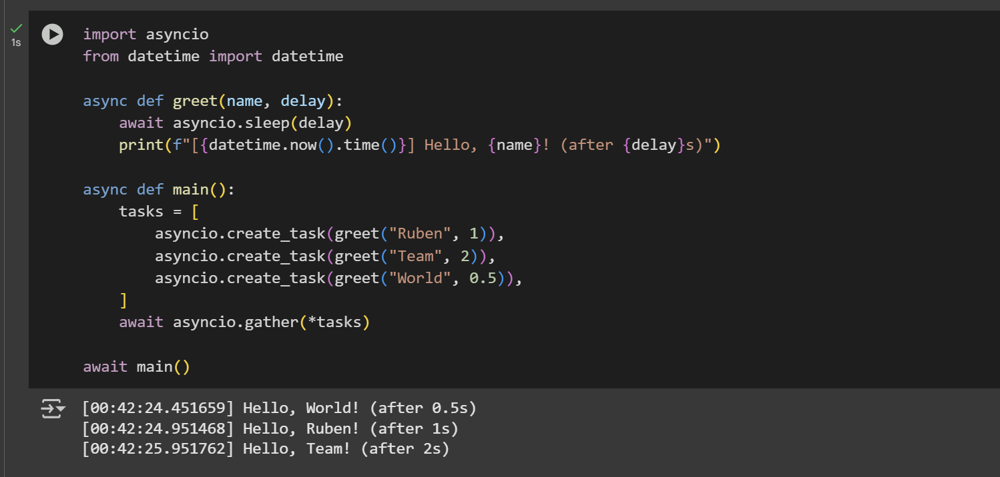 1s
import asyncio
from datetime import datetime
async def greet(name, delay):
    await asyncio.sleep(delay)
    print(f"[{datetime.now().time()}] Hello, {name}! (after {delay}s)")
async def main():
    tasks = [
        asyncio.create_task(greet("Ruben", 1)),
        asyncio.create_task(greet("Team", 2)),
        asyncio.create_task(greet("World", 0.5)),
    ]
    await asyncio.gather(*tasks)
await main()
[00:42:24.451659] Hello, World! (after 0.5s)
[00:42:24.951468] Hello, Ruben! (after 1s)
[00:42:25.951762] Hello, Team! (after 2s)